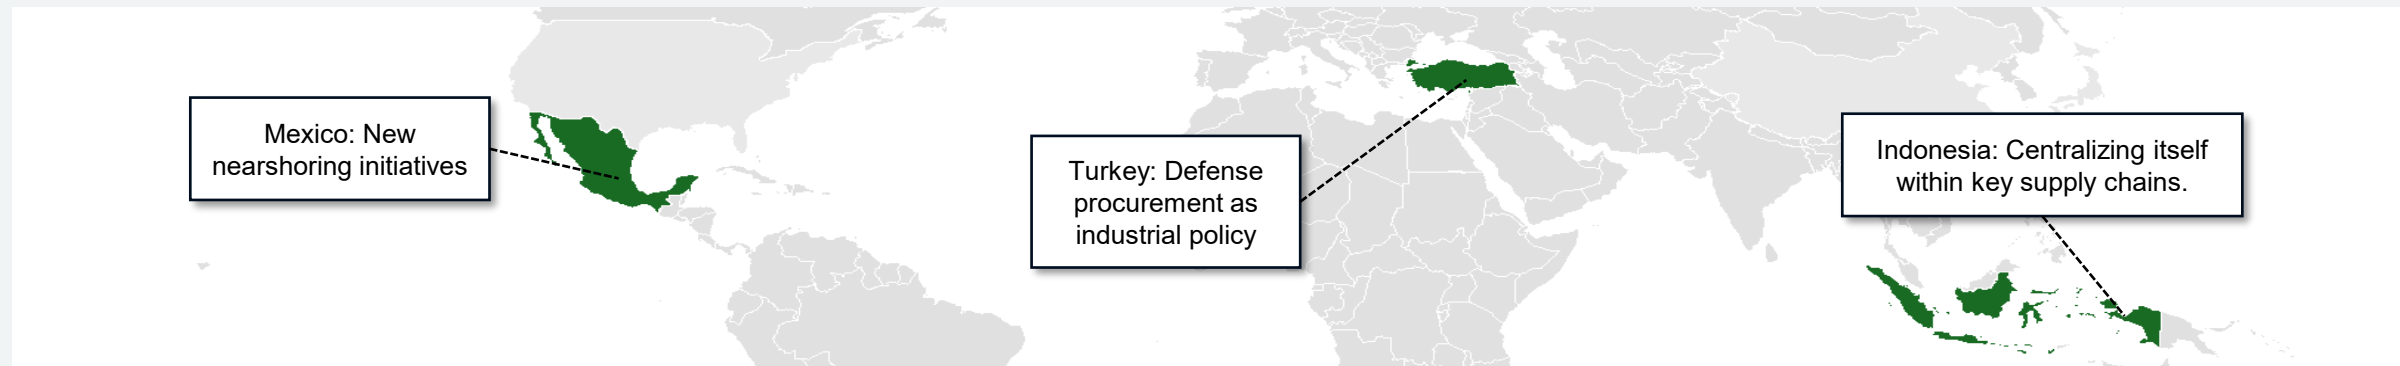 Mexico: New
nearshoring initiatives
Turkey: Defense
procurement as
industrial policy
Indonesia: Centralizing itself
within key supply chains.